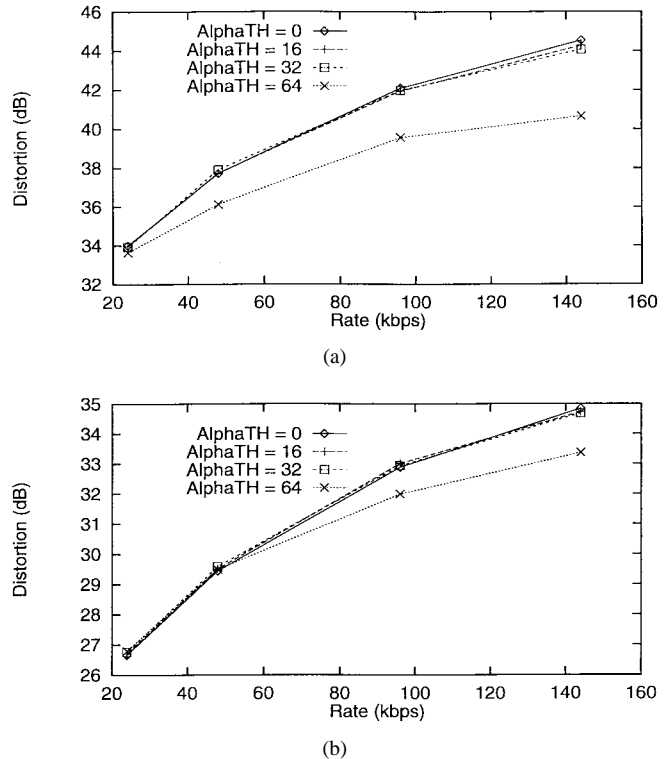 46
44
42
40
38
36
34
32
Distortion (dB)
AlphaTH = 0
AlphaTH = 16
AlphaTH = 32
AlphaTH = 64
20 40 60 80 100 120 140 160
Rate (kbps)
(a)
35
34
33
32
31
30
29
28
27
26
Distortion (dB)
AlphaTH = 0
AlphaTH = 16
AlphaTH = 32
AlphaTH = 64
20 40 60 80 100 120 140 160
Rate (kbps)
(b)